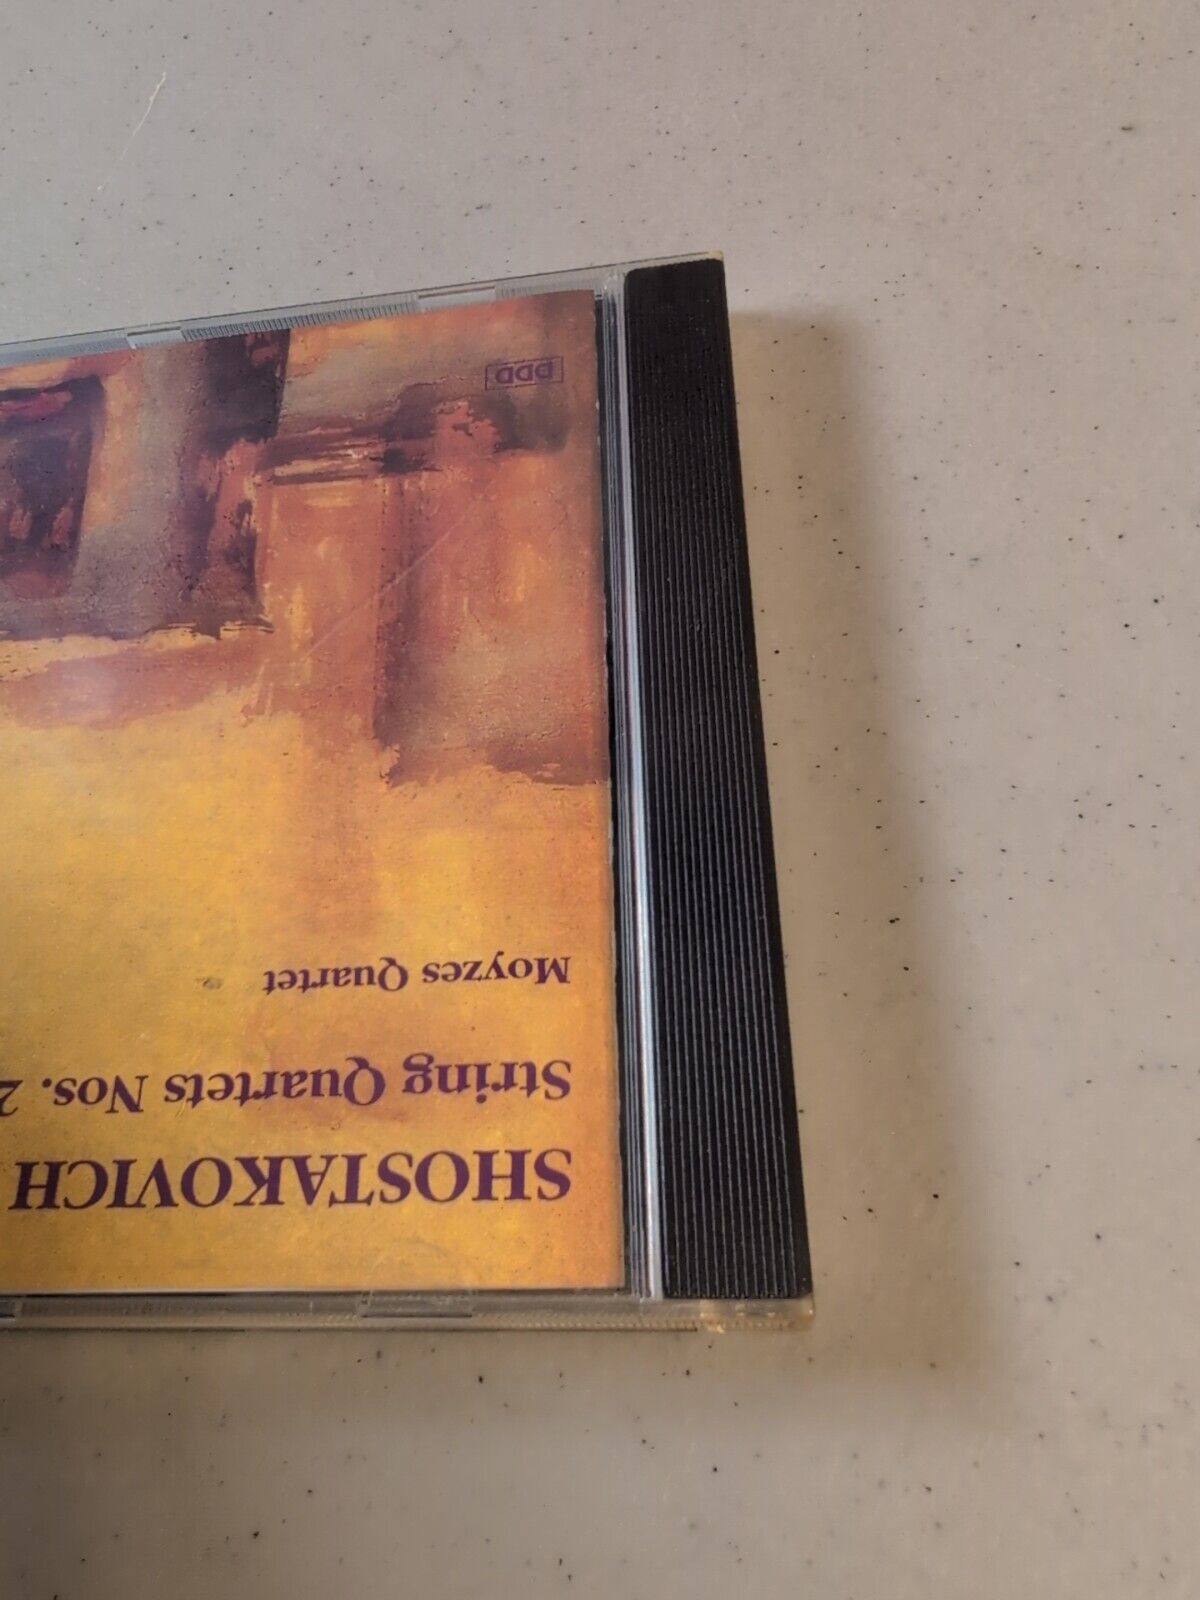 SHOSTAKOVICH
String Quartets Nos. 2
Moyzes Quartet
DDD